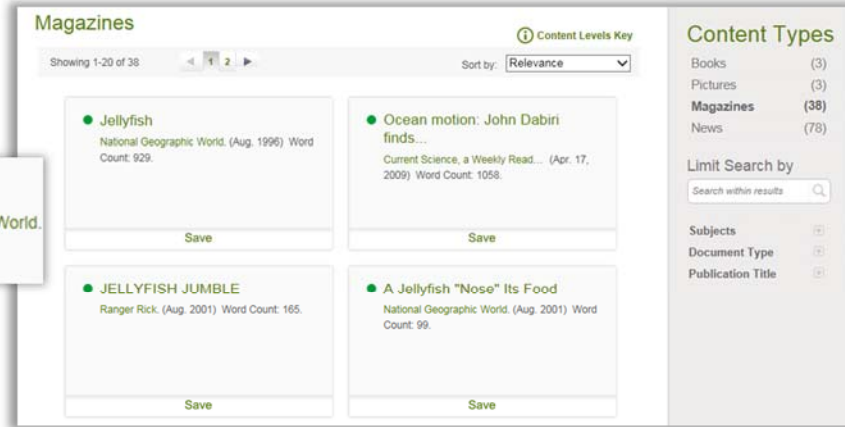 Magazines
Content Levels Key
Showing 1-20 of 38
1 2
Sort by: Relevance
Jellyfish
National Geographic World. (Aug. 1996) Word
Count: 929.
Save
Ocean motion: John Dabiri
finds...
Current Science, a Weekly Read... (Apr. 17,
2009) Word Count: 1058.
Save
JELLYFISH JUMBLE
Ranger Rick. (Aug. 2001) Word Count: 165.
Save
A Jellyfish "Nose" Its Food
National Geographic World. (Aug. 2001) Word
Count: 99.
Save
World.
Content Types
Books (3)
Pictures (3)
Magazines (38)
News (78)
Limit Search by
Search within results
Subjects
Document Type
Publication Title